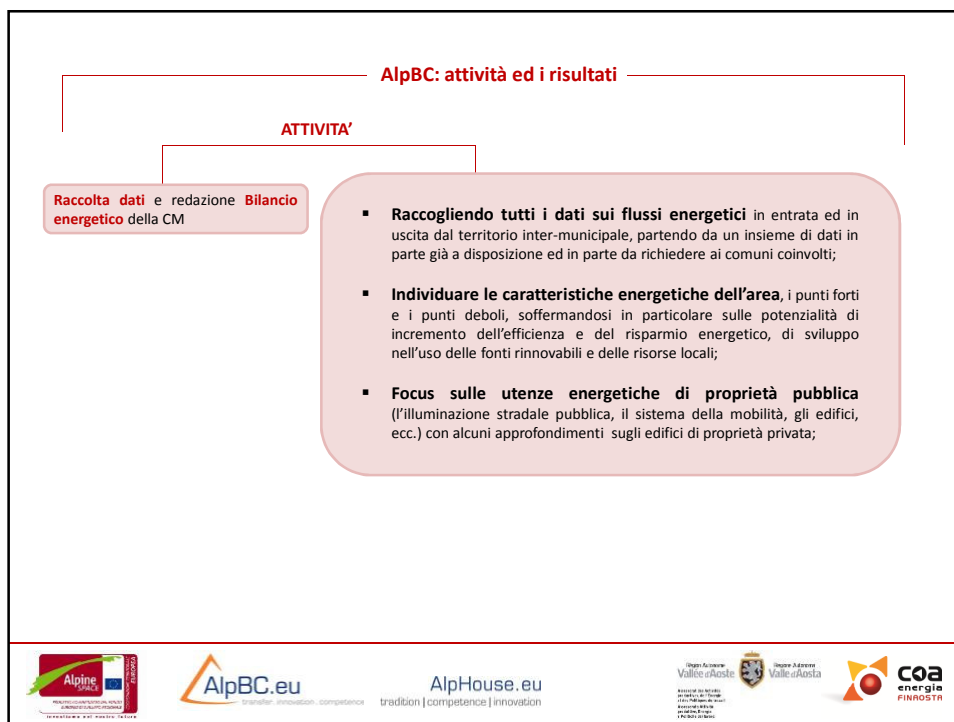 AlpBC: attività ed i risultati
ATTIVITA’
Raccolta dati e redazione Bilancio
energetico della CM
▪ Raccogliendo tutti i dati sui flussi energetici in entrata ed in
uscita dal territorio inter-municipale, partendo da un insieme di dati in
parte già a disposizione ed in parte da richiedere ai comuni coinvolti;
▪ Individuare le caratteristiche energetiche dell’area, i punti forti
e i punti deboli, soffermandosi in particolare sulle potenzialità di
incremento dell’efficienza e del risparmio energetico, di sviluppo
nell’uso delle fonti rinnovabili e delle risorse locali;
▪ Focus sulle utenze energetiche di proprietà pubblica
(l’illuminazione stradale pubblica, il sistema della mobilità, gli edifici,
ecc.) con alcuni approfondimenti sugli edifici di proprietà privata;
Alpine
SPACE
EUROPEA
investiamo nel vostro futuro
AlpBC.eu
transfer. innovation. competence
AlpHouse.eu
tradition | competence | innovation
Région Autonome
Vallée d'Aoste
Regione Autonoma
Valle d'Aosta
coa
energia
FINAOSTA